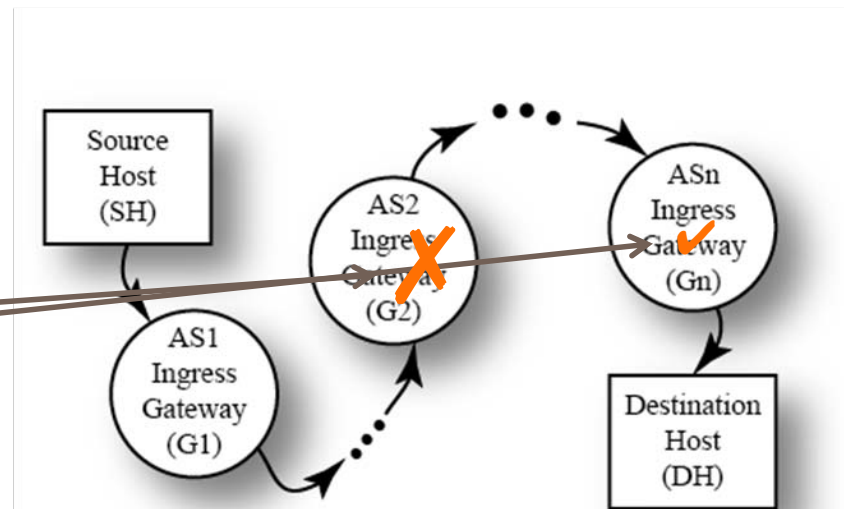 Source
Host
(SH)
AS1
Ingress
Gateway
(G1)
AS2
Ingress
Gateway
(G2)
ASn
Ingress
Gateway
(Gn)
Destination
Host
(DH)